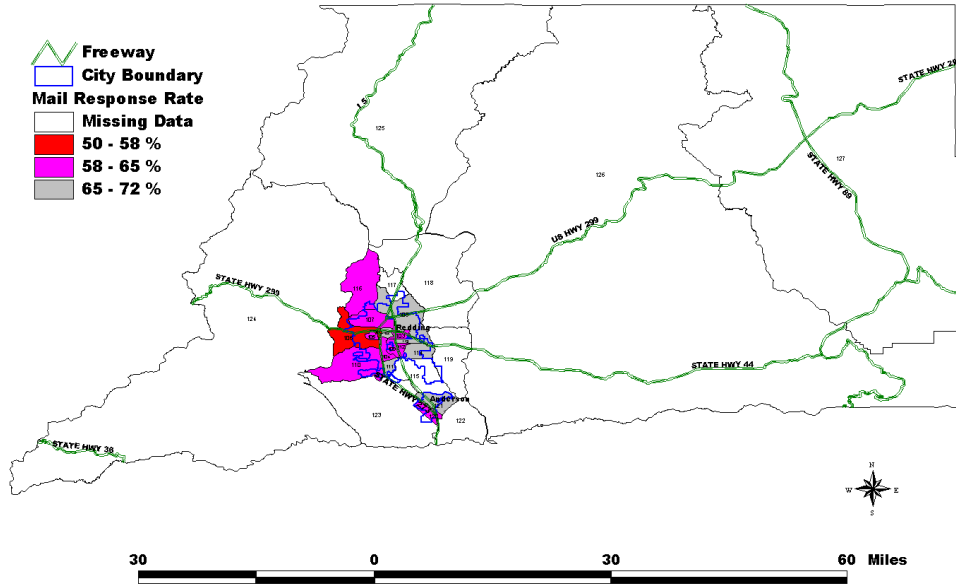 Freeway
City Boundary
Mail Response Rate
Missing Data
50 - 58 %
58 - 65 %
65 - 72 %
I 5
125
126
127
STATE HWY 89
US HWY 299
117
118
116
STATE HWY 299
124
107
Redding
119
STATE HWY 44
115
STATE HWY
Anderson
123
122
STATE HWY 36
N
W E
S
30 0 30 60 Miles